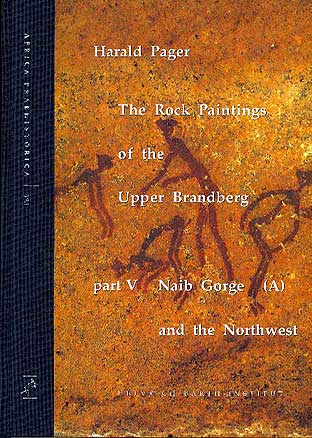 AFRICA PRAEHISTORICA
Harald Pager
The Rock Paintings
of the
Upper Brandberg
part V Naib Gorge (A)
and the Northwest
HEINRICH-BARTH-INSTITUT